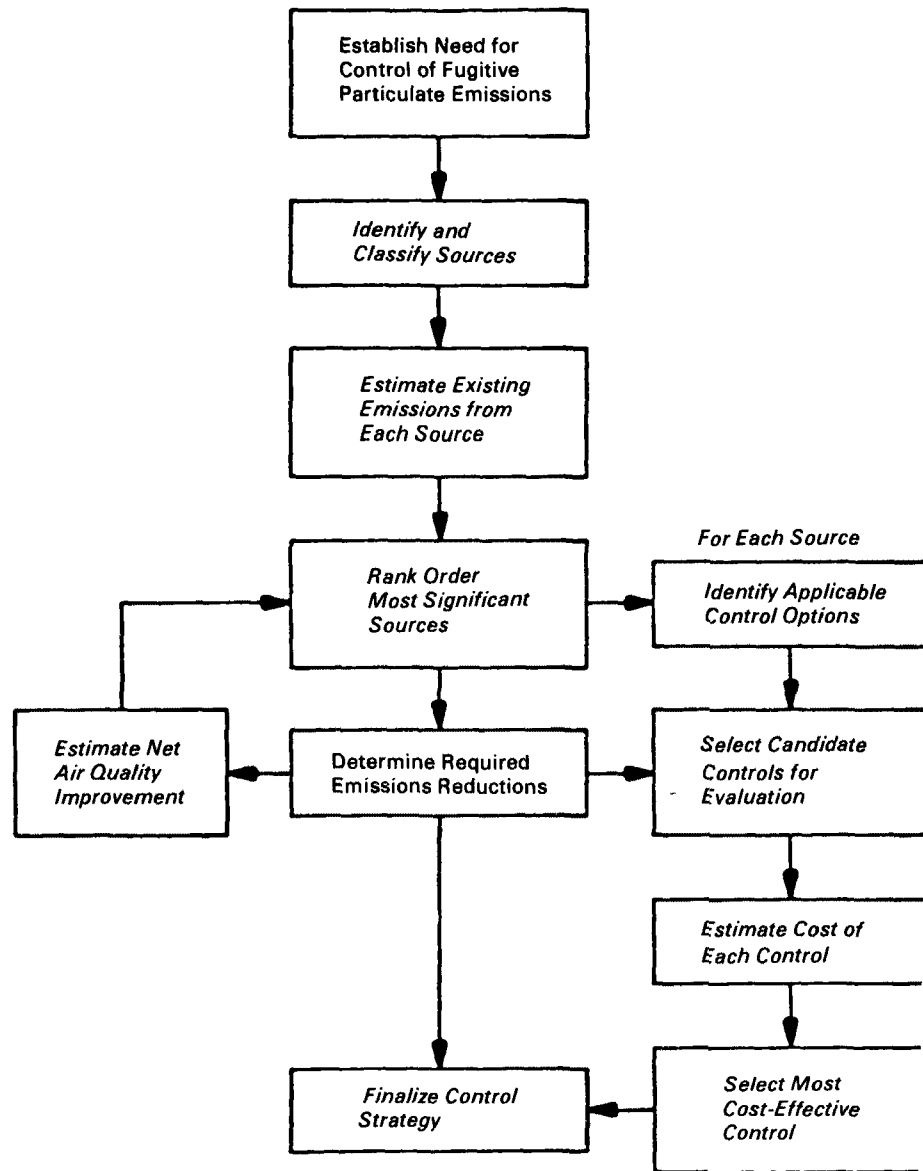 Establish Need for
Control of Fugitive
Particulate Emissions
Identify and
Classify Sources
Estimate Existing
Emissions from
Each Source
Rank Order
Most Significant
Sources
For Each Source
Identify Applicable
Control Options
Estimate Net
Air Quality
Improvement
Determine Required
Emissions Reductions
Select Candidate
Controls for
Evaluation
Estimate Cost of
Each Control
Select Most
Cost-Effective
Control
Finalize Control
Strategy